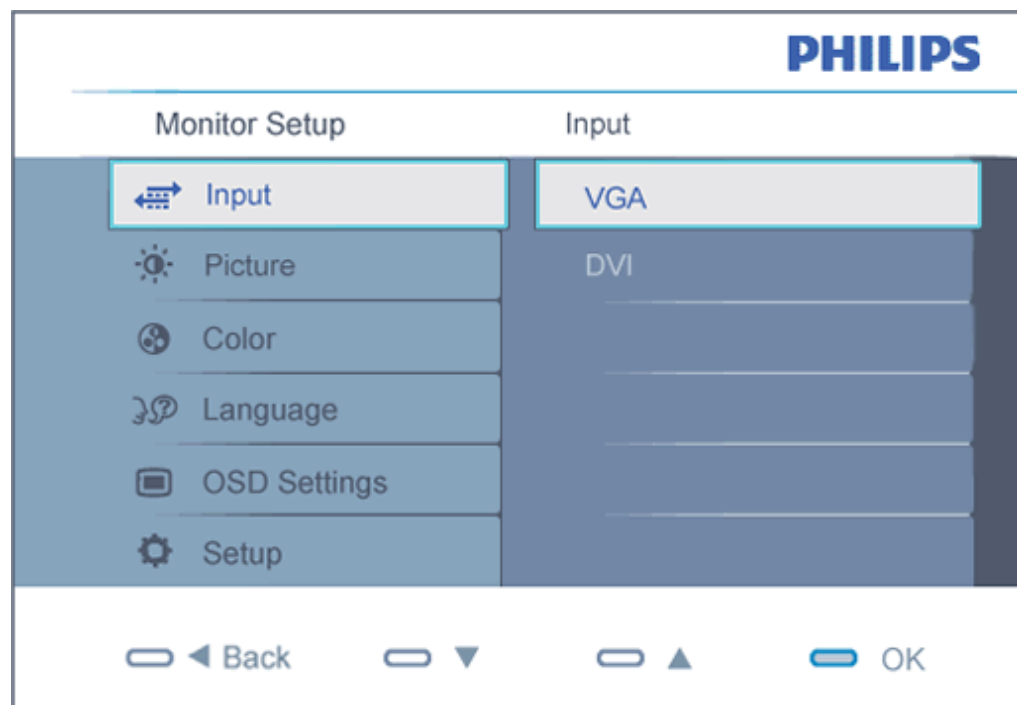 PHILIPS
Monitor Setup Input
Input VGA
Picture DVI
Color
Language
OSD Settings
Setup
Back OK